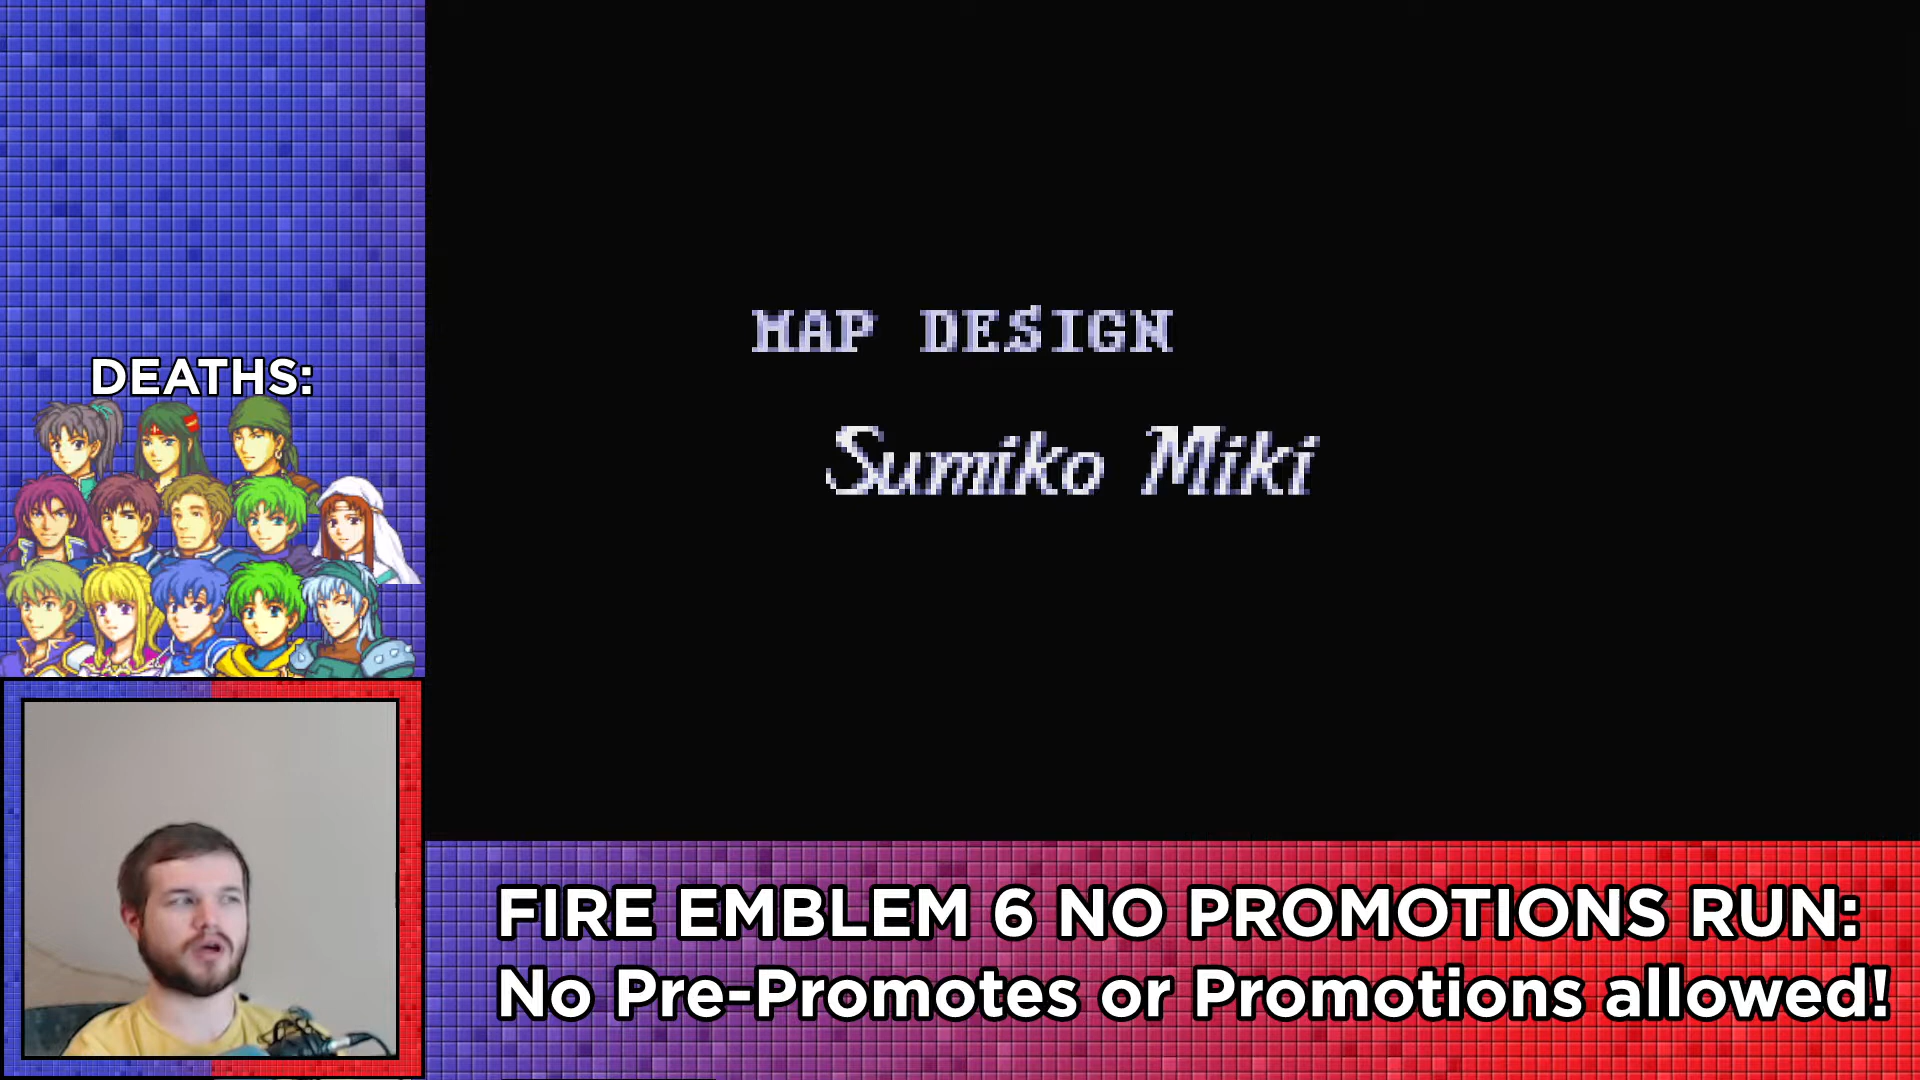 MAP DESIGN
Sumiko Miki
DEATHS:
FIRE EMBLEM 6 NO PROMOTIONS RUN:
No Pre-Promotes or Promotions allowed!